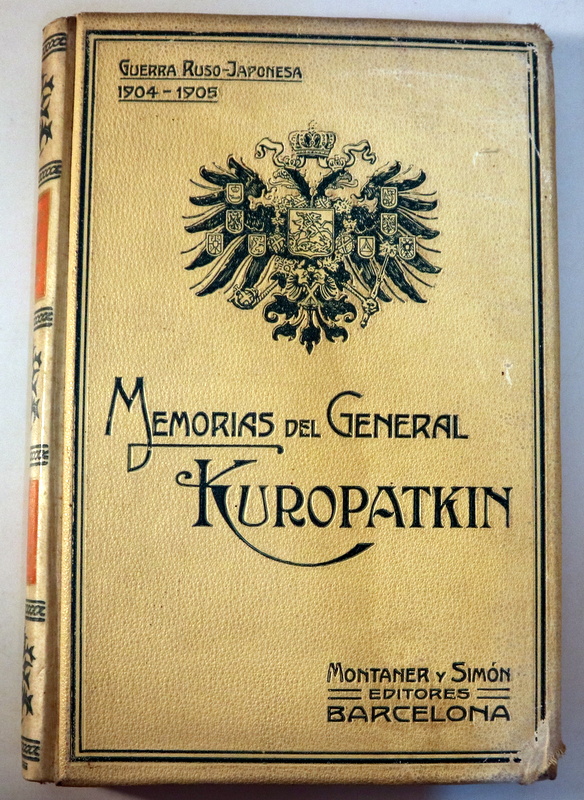 Guerra Ruso-Japonesa
1904-1905
Memorias del General
Kuropatkin
Montaner y Simón
Editores
Barcelona